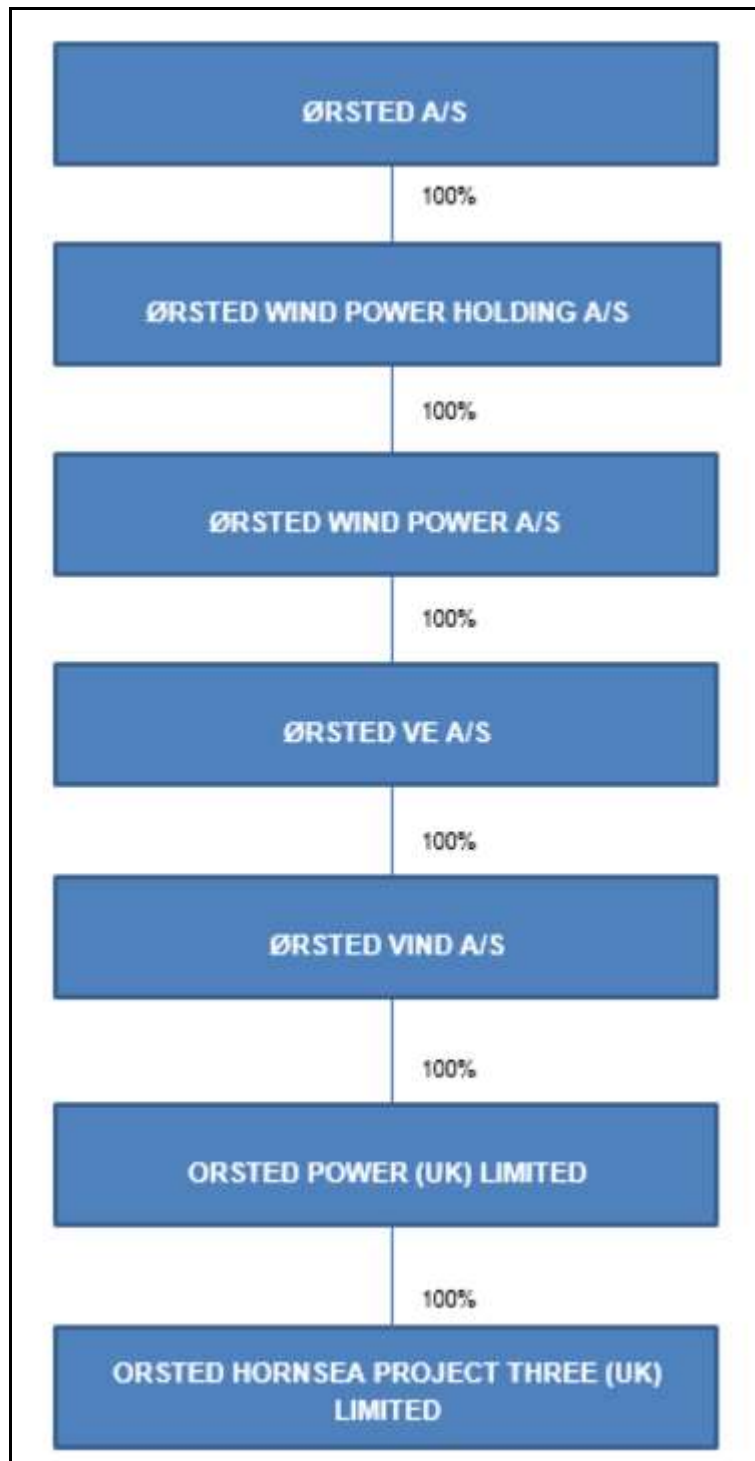 ØRSTED A/S
100%
ØRSTED WIND POWER HOLDING A/S
100%
ØRSTED WIND POWER A/S
100%
ØRSTED VE A/S
100%
ØRSTED VIND A/S
100%
ORSTED POWER (UK) LIMITED
100%
ORSTED HORNSEA PROJECT THREE (UK)
LIMITED